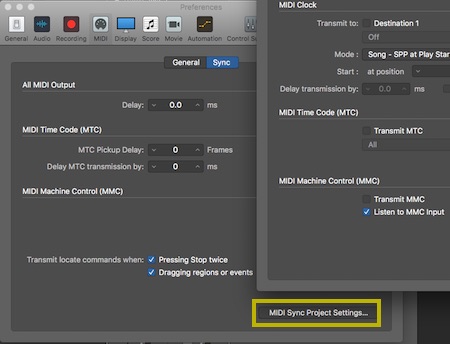 Preferences
General Audio Recording MIDI Display Score Movie Automation
General Sync
All MIDI Output
Delay: 0.0 ms
MIDI Time Code (MTC)
MTC Pickup Delay: 0 Frames
Delay MTC transmission by: 0 ms
MIDI Machine Control (MMC)
Transmit locate commands when: Pressing Stop twice
Dragging regions or events
MIDI Sync Project Settings...
MIDI Clock
Transmit to: Destination 1
Off
Mode : Song - SPP at Play Start
Start : at position
Delay transmission by: 0.0 ms
MIDI Time Code (MTC)
Transmit MTC
All
MIDI Machine Control (MMC)
Transmit MMC
Listen to MMC Input